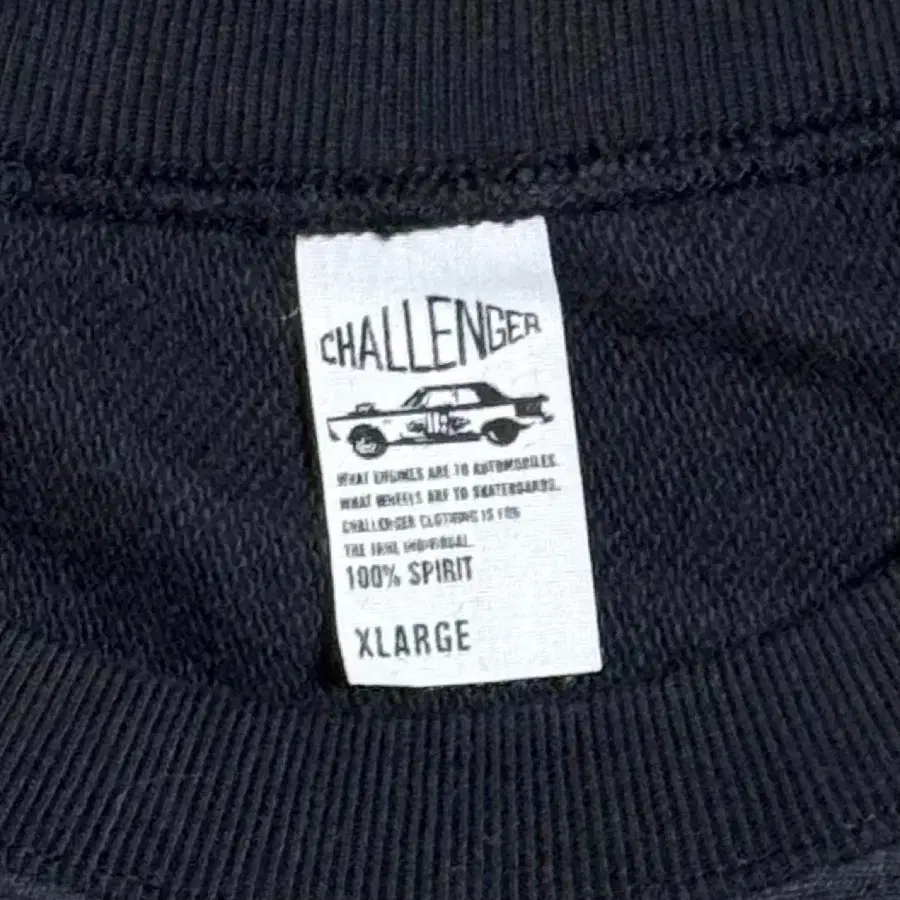 CHALLENGER
WHAT ENGINES ARE TO AUTOMOBILES.
WHAT WHEELS ARE TO SKATEBOARDS.
CHALLENGER CLOTHING IS FOR
THE INDIVIDUAL.
100% SPIRIT
XLARGE